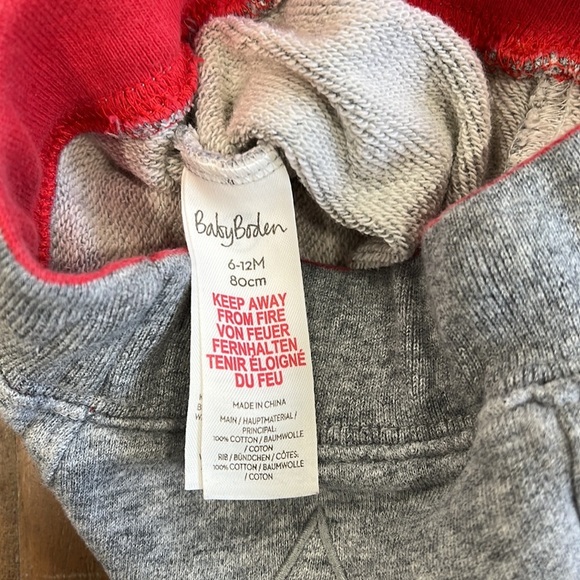 BabyBoden
6-12M
80cm
KEEP AWAY
FROM FIRE
VON FEUER
FERNHALTEN
TENIR ÉLOIGNÉ
DU FEU
MADE IN CHINA
MAIN / HAUPTMATERIAL /
PRINCIPAL:
100% COTTON / BAUMWOLLE
/ COTON
RIB / BÜNDCHEN / CÔTES:
100% COTTON / BAUMWOLLE
/ COTON